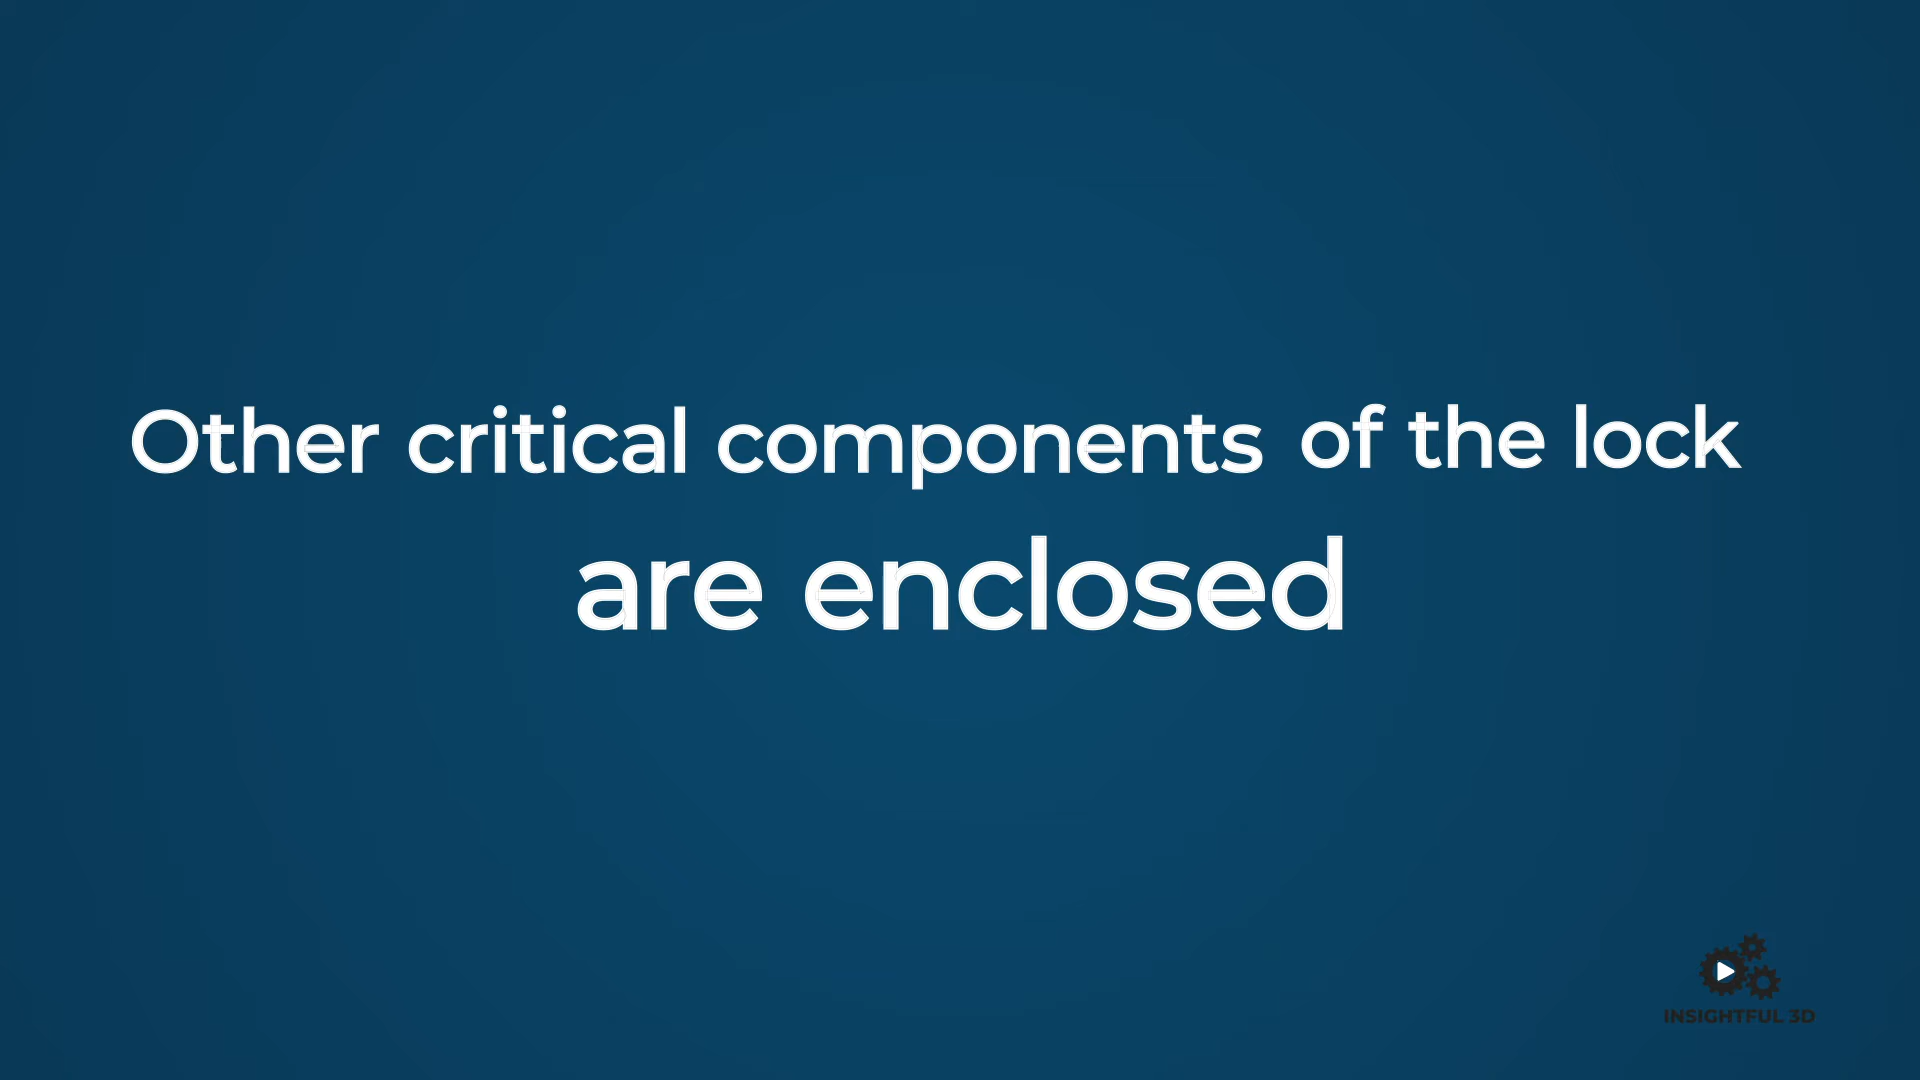 Other critical components of the lock
are enclosed
INSIGHTFUL 3D